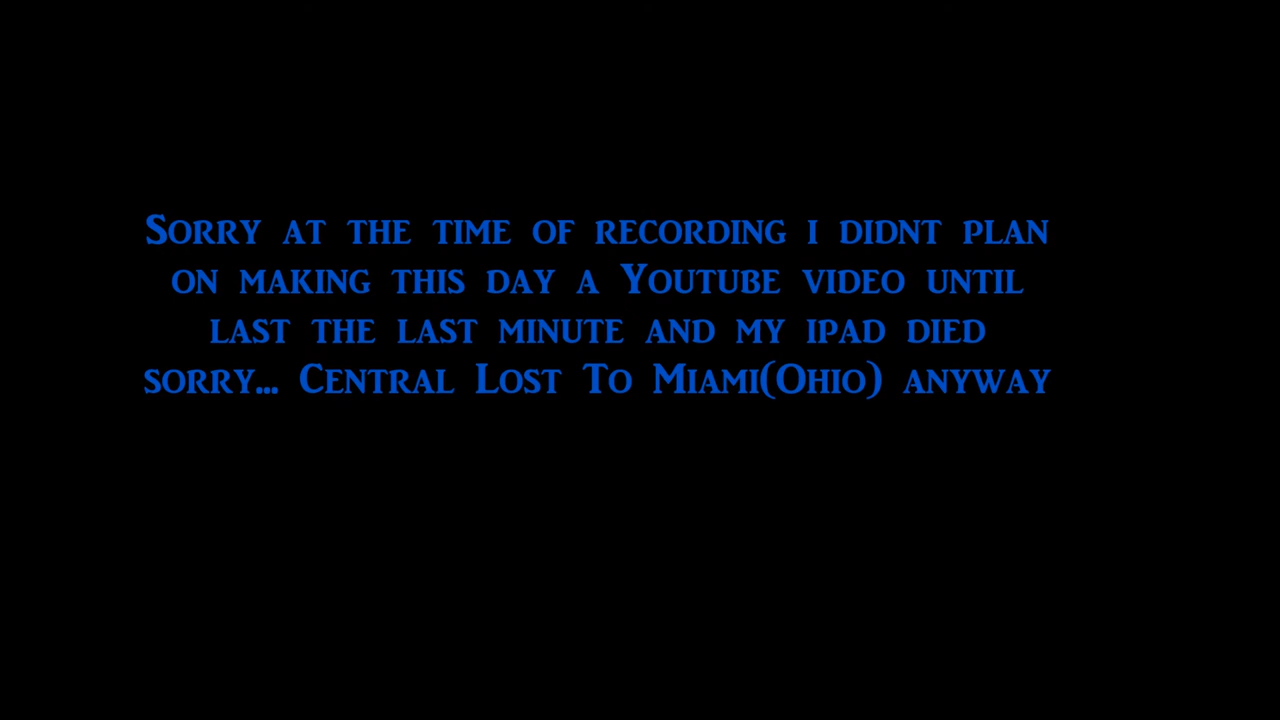 Sorry at the time of recording i didnt plan
on making this day a Youtube video until
last the last minute and my ipad died
sorry... Central Lost To Miami(Ohio) anyway